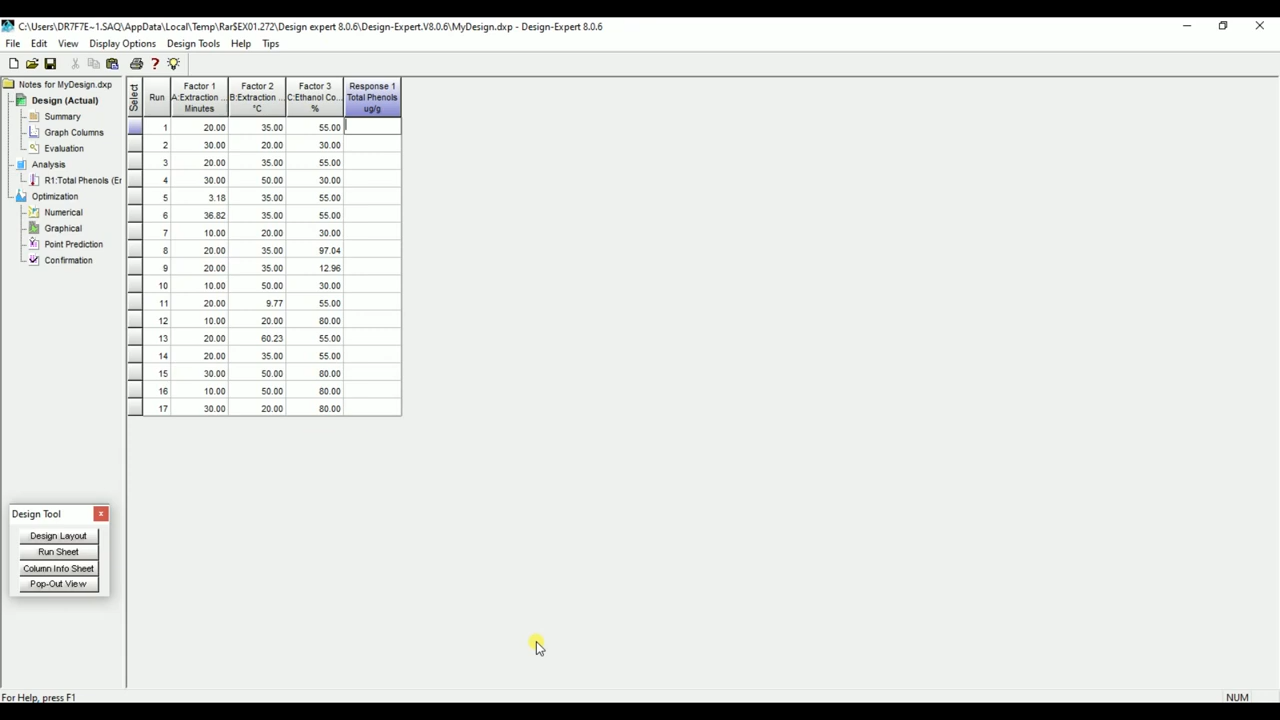 C:\Users\DR7F7E~1.SAQ\AppData\Local\Temp\Rar$EX01.272\Design expert 8.0.6\Design-Expert.V8.0.6\MyDesign.dxp - Design-Expert 8.0.6
File Edit View Display Options Design Tools Help Tips
Notes for MyDesign.dxp
Design (Actual)
Summary
Graph Columns
Evaluation
Analysis
R1:Total Phenols (Er
Optimization
Numerical
Graphical
Point Prediction
Confirmation
Design Tool
Design Layout
Run Sheet
Column Info Sheet
Pop-Out View
Factor 1 Factor 2 Factor 3 Response 1
Select Run A:Extraction ... B:Extraction ... C:Ethanol Co... Total Phenols
Minutes °C % ug/g
1 20.00 35.00 55.00
2 30.00 20.00 30.00
3 20.00 35.00 55.00
4 30.00 50.00 30.00
5 3.18 35.00 55.00
6 36.82 35.00 55.00
7 10.00 20.00 30.00
8 20.00 35.00 97.04
9 20.00 35.00 12.96
10 10.00 50.00 30.00
11 20.00 9.77 55.00
12 10.00 20.00 80.00
13 20.00 60.23 55.00
14 20.00 35.00 55.00
15 30.00 50.00 80.00
16 10.00 50.00 80.00
17 30.00 20.00 80.00
For Help, press F1
NUM